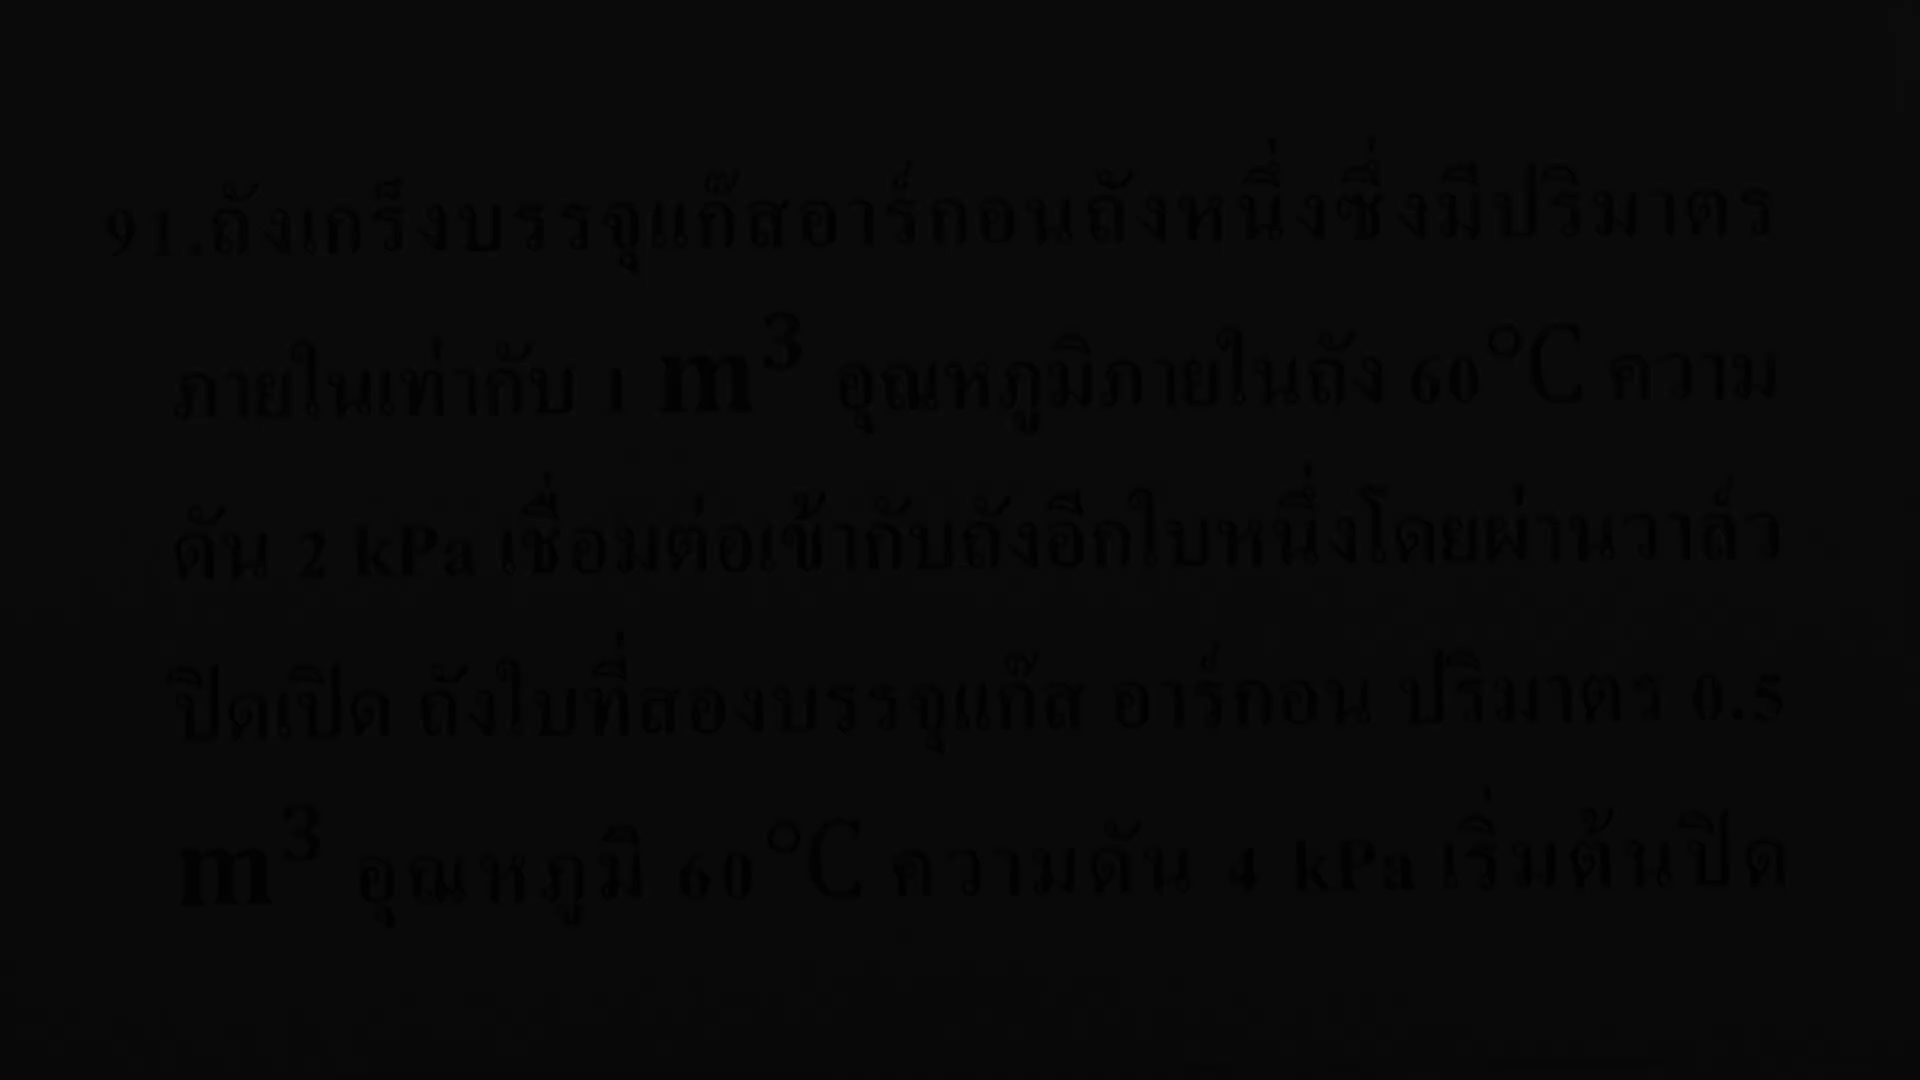 91.ถังเกร็งบรรจุแก๊สอาร์กอนถังหนึ่งซึ่งมีปริมาตร
ภายในเท่ากับ 1 m³ อุณหภูมิภายในถัง 60°C ความ
ดัน 2 kPa เชื่อมต่อเข้ากับถังอีกใบหนึ่งโดยผ่านวาล์ว
ปิดเปิด ถังใบที่สองบรรจุแก๊ส อาร์กอน ปริมาตร 0.5
m³ อุณหภูมิ 60°C ความดัน 4 kPa เริ่มต้นปิด